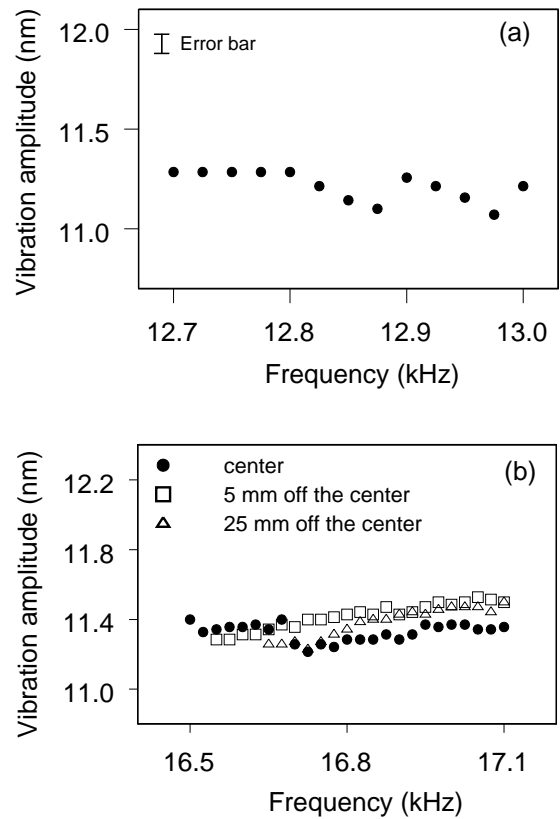 (a)
Error bar
12.0
11.5
11.0
Vibration amplitude (nm)
12.7 12.8 12.9 13.0
Frequency (kHz)
(b)
center
5 mm off the center
25 mm off the center
12.2
11.8
11.4
11.0
Vibration amplitude (nm)
16.5 16.8 17.1
Frequency (kHz)